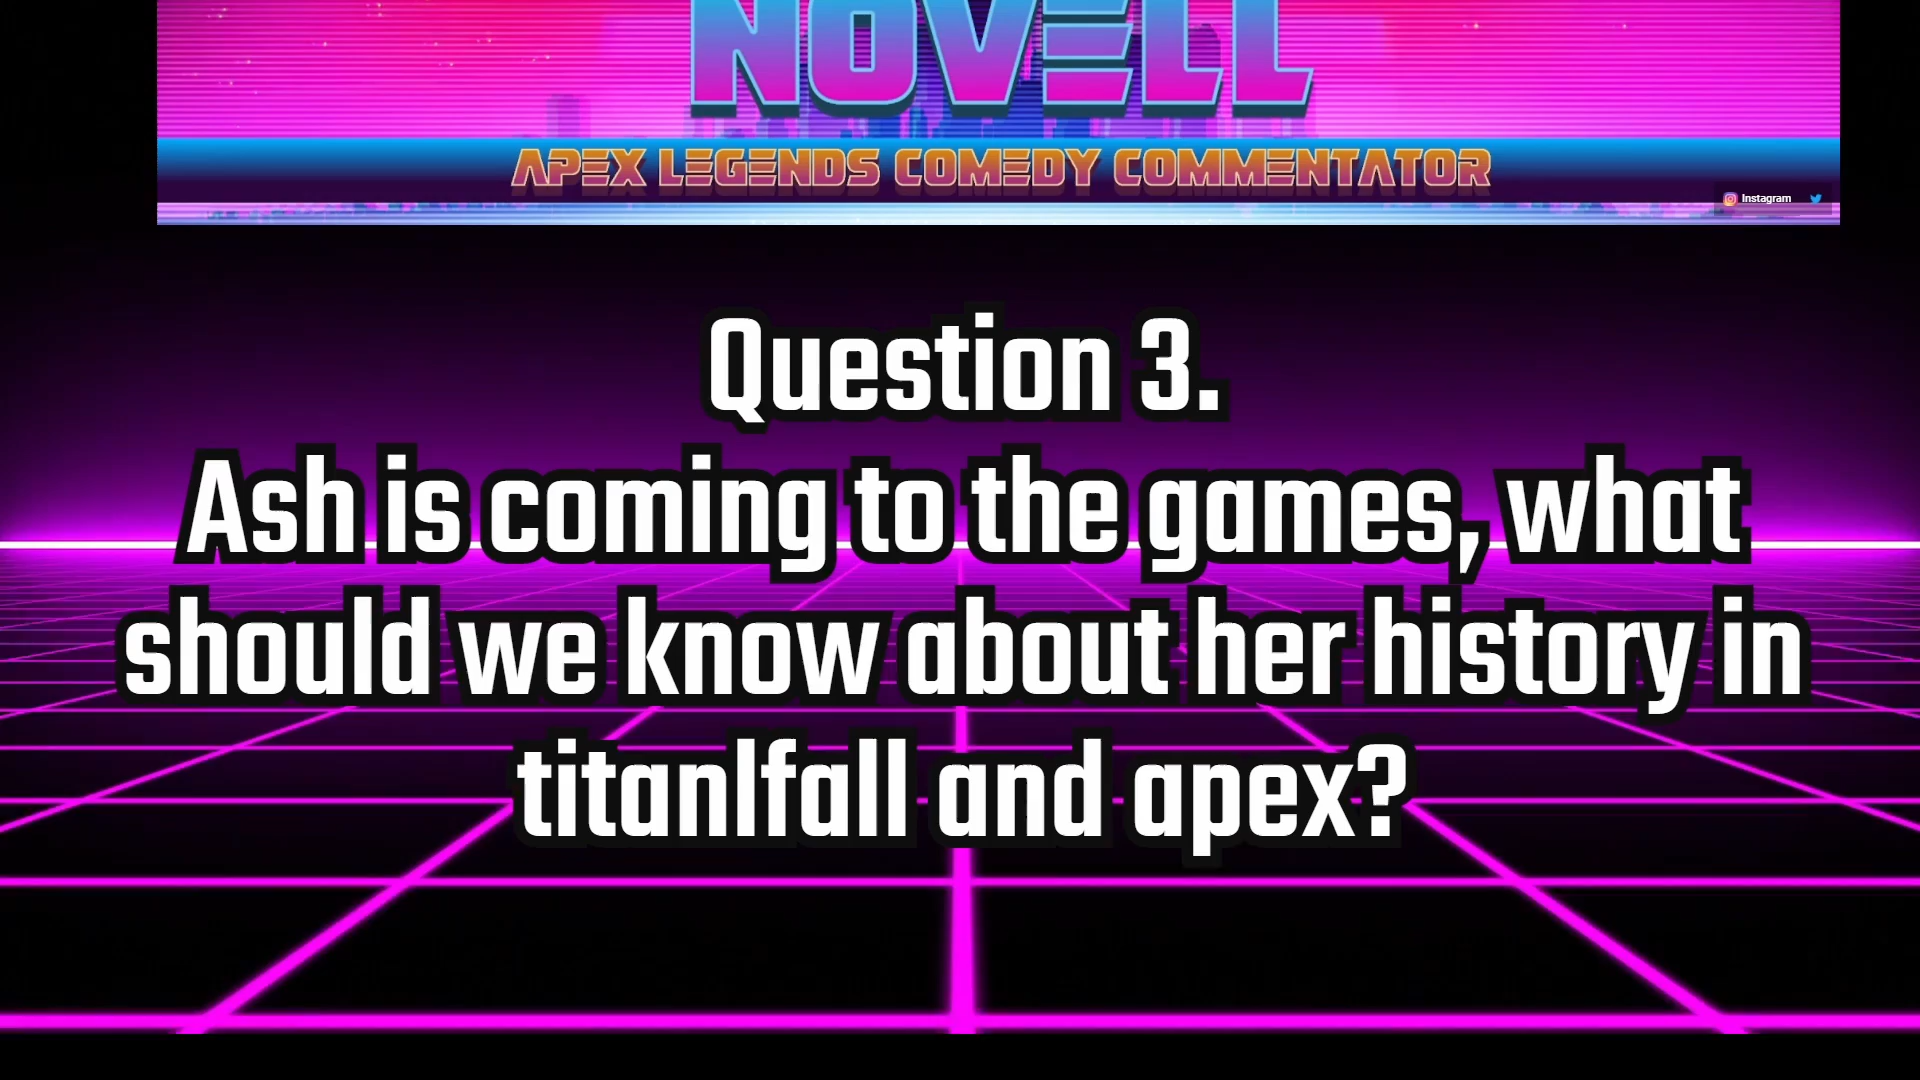 NOVELL
APEX LEGENDS COMEDY COMMENTATOR
Instagram
Question 3.
Ash is coming to the games, what
should we know about her history in
titanlfall and apex?